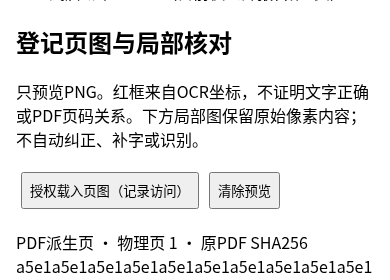 登记页图与局部核对
只预览PNG。红框来自OCR坐标，不证明文字正确
或PDF页码关系。下方局部图保留原始像素内容；
不自动纠正、补字或识别。
授权载入页图（记录访问） 清除预览
PDF派生页 · 物理页 1 · 原PDF SHA256
a5e1a5e1a5e1a5e1a5e1a5e1a5e1a5e1a5e1a5e1